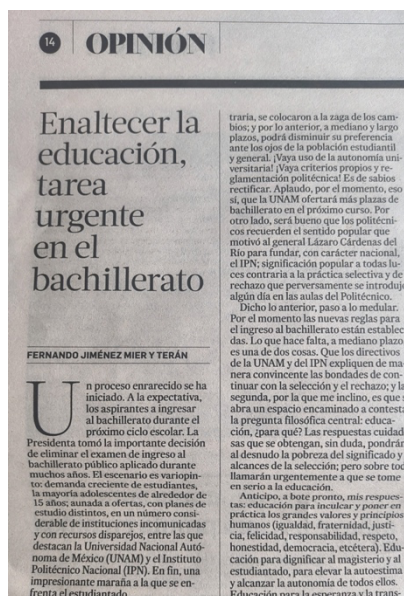 14
OPINIÓN
Enaltecer la
educación,
tarea
urgente
en el
bachillerato
FERNANDO JIMÉNEZ MIER Y TERÁN
Un proceso enrarecido se ha
iniciado. A la expectativa,
los aspirantes a ingresar
al bachillerato durante el
próximo ciclo escolar. La
Presidenta tomó la importante decisión
de eliminar el examen de ingreso al
bachillerato público aplicado durante
muchos años. El escenario es variopin-
to: demanda creciente de estudiantes,
la mayoría adolescentes de alrededor de
15 años; aunada a ofertas, con planes de
estudio distintos, en un número consi-
derable de instituciones incomunicadas
y con recursos disparejos, entre las que
destacan la Universidad Nacional Autó-
noma de México (UNAM) y el Instituto
Politécnico Nacional (IPN). En fin, una
impresionante maraña a la que se en-
frenta el estudiantado.
traria, se colocaron a la zaga de los cam-
bios; y por lo anterior, a mediano y largo
plazos, podrá disminuir su preferencia
ante los ojos de la población estudiantil
y general. ¡Vaya uso de la autonomía uni-
versitaria! ¡Vaya criterios propios y re-
glamentación politécnica! Es de sabios
rectificar. Aplaudo, por el momento, eso
sí, que la UNAM ofertará más plazas de
bachillerato en el próximo curso. Por
otro lado, será bueno que los politécni-
cos recuerden el sentido popular que
motivó al general Lázaro Cárdenas del
Río para fundar, con carácter nacional,
el IPN; significación popular a todas lu-
ces contraria a la práctica selectiva y de
rechazo que perversamente se introduj
algún día en las aulas del Politécnico.
Dicho lo anterior, paso a lo medular.
Por el momento las nuevas reglas para
el ingreso al bachillerato están establec
das. Lo que hace falta, a mediano plazo
es una de dos cosas. Que los directivos
de la UNAM y del IPN expliquen de ma
nera convincente las bondades de con-
tinuar con la selección y el rechazo; y la
segunda, por la que me inclino, es que
abra un espacio encaminado a contest
la pregunta filosófica central: educa-
ción, ¿para qué? Las respuestas cuidad
sas que se obtengan, sin duda, pondrán
al desnudo la pobreza del significado y
alcances de la selección; pero sobre tod
llamarán urgentemente a que se tome
en serio a la educación.
Anticipo, a bote pronto, mis respues-
tas: educación para incular y poner en
práctica los grandes valores y principios
humanos (igualdad, fraternidad, justi-
cia, felicidad, responsabilidad, respeto,
honestidad, democracia, etcétera). Edu-
cación para dignificar al magisterio y al
estudiantado, para elevar la autoestima
y alcanzar la autonomía de todos ellos.
Educación para la esperanza y la trans-